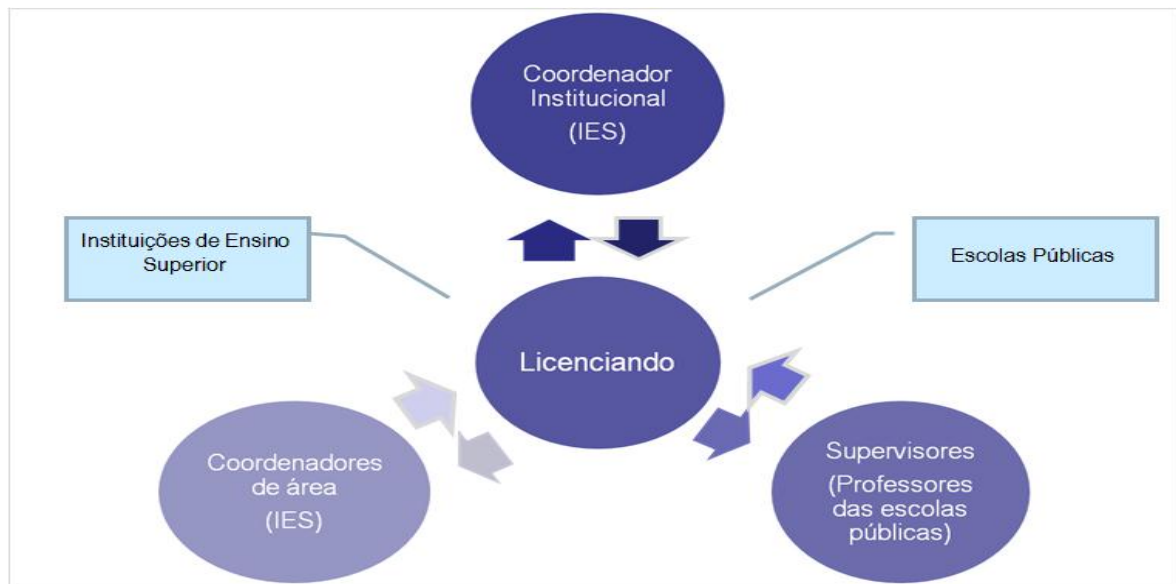 Coordenador
Institucional
(IES)
Instituições de Ensino
Superior
Escolas Públicas
Licenciando
Coordenadores
de área
(IES)
Supervisores
(Professores
das escolas
públicas)